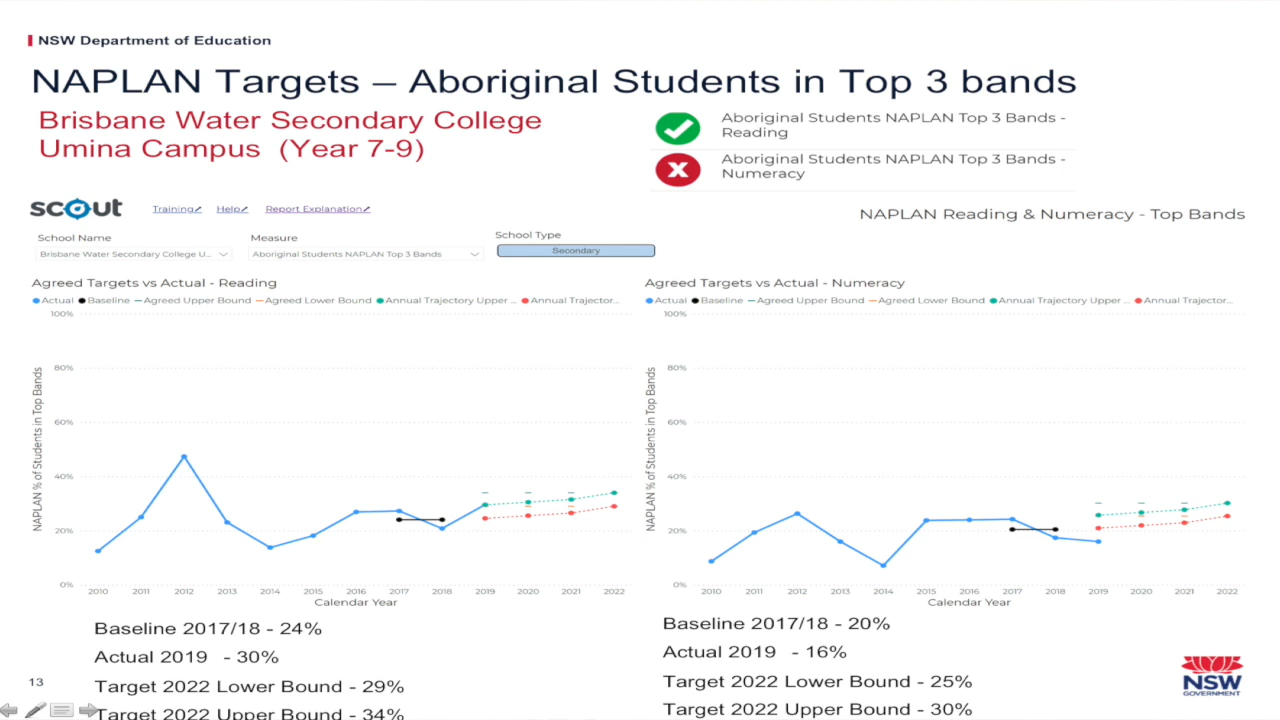 NSW Department of Education
NAPLAN Targets – Aboriginal Students in Top 3 bands
Brisbane Water Secondary College
Umina Campus (Year 7-9)
Aboriginal Students NAPLAN Top 3 Bands -
Reading
Aboriginal Students NAPLAN Top 3 Bands -
Numeracy
scout
Training
Help
Report Explanation
NAPLAN Reading & Numeracy - Top Bands
School Name
Measure
School Type
Brisbane Water Secondary College U...
Aboriginal Students NAPLAN Top 3 Bands
Secondary
Agreed Targets vs Actual - Reading
Actual Baseline Agreed Upper Bound Agreed Lower Bound Annual Trajectory Upper ... Annual Trajector...
100%
80%
60%
40%
20%
0%
NAPLAN % of Students in Top Bands
2010 2011 2012 2013 2014 2015 2016 2017 2018 2019 2020 2021 2022
Calendar Year
Baseline 2017/18 - 24%
Actual 2019 - 30%
Target 2022 Lower Bound - 29%
Target 2022 Upper Bound - 34%
Agreed Targets vs Actual - Numeracy
Actual Baseline Agreed Upper Bound Agreed Lower Bound Annual Trajectory Upper ... Annual Trajector...
100%
80%
60%
40%
20%
0%
NAPLAN % of Students in Top Bands
2010 2011 2012 2013 2014 2015 2016 2017 2018 2019 2020 2021 2022
Calendar Year
Baseline 2017/18 - 20%
Actual 2019 - 16%
Target 2022 Lower Bound - 25%
Target 2022 Upper Bound - 30%
13
NSW
GOVERNMENT